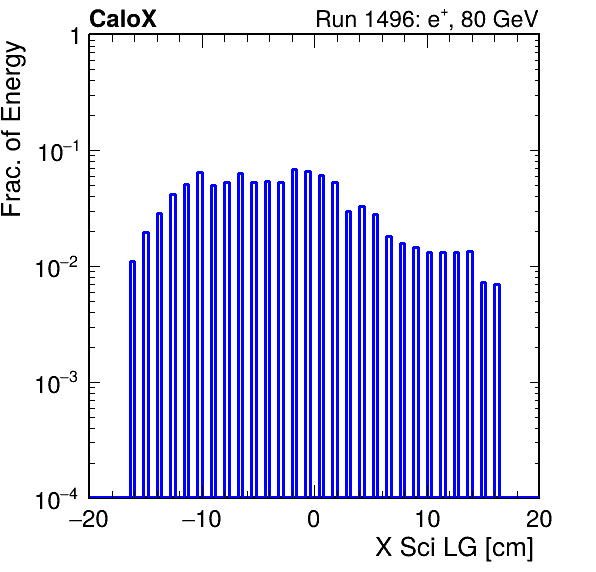 CaloX Run 1496: e⁺, 80 GeV
Frac. of Energy
1
10⁻¹
10⁻²
10⁻³
10⁻⁴
−20 −10 0 10 20
X Sci LG [cm]